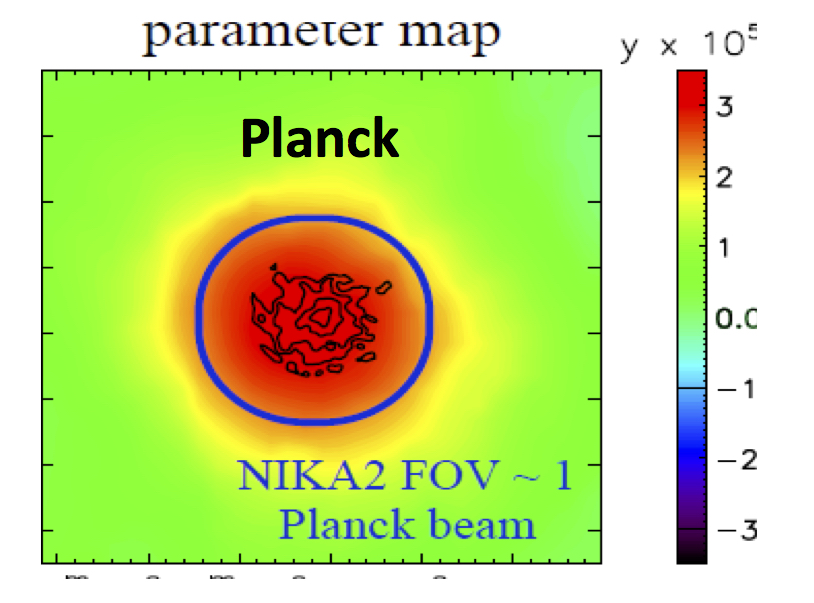 parameter map
y x 10⁵
Planck
3
2
1
0.0
−1
−2
−3
NIKA2 FOV ~ 1
Planck beam